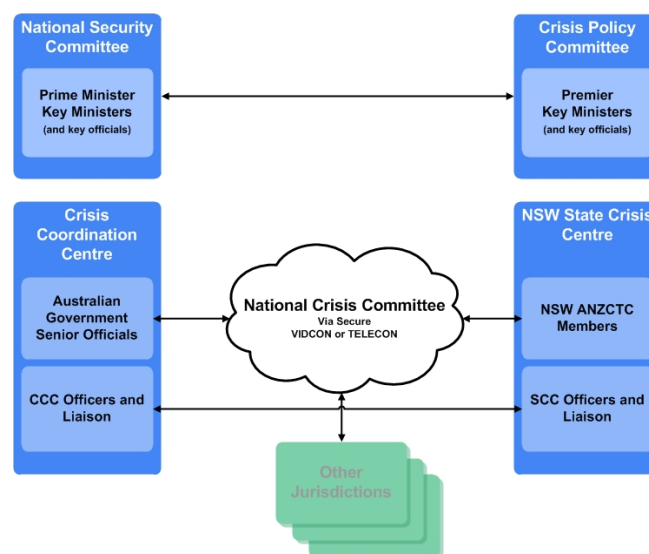 National Security
Committee
Prime Minister
Key Ministers
(and key officials)
Crisis Policy
Committee
Premier
Key Ministers
(and key officials)
Crisis
Coordination
Centre
Australian
Government
Senior Officials
CCC Officers and
Liaison
National Crisis Committee
Via Secure
VIDCON or TELECON
NSW State Crisis
Centre
NSW ANZCTC
Members
SCC Officers and
Liaison
Other
Jurisdictions